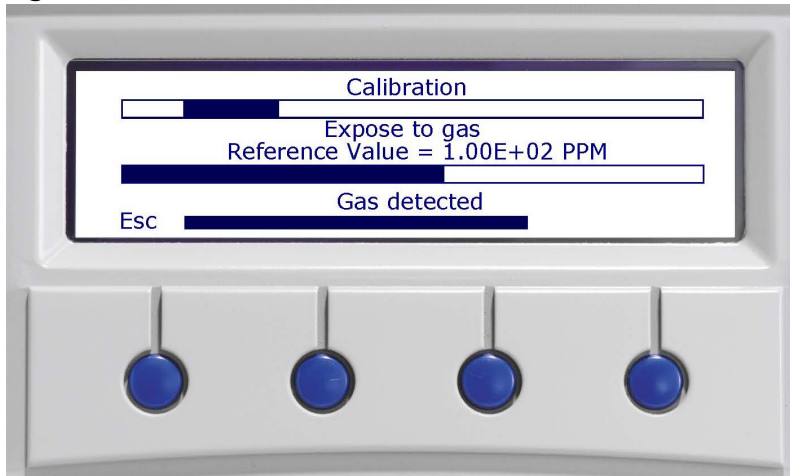 Calibration
Expose to gas
Reference Value = 1.00E+02 PPM
Gas detected
Esc